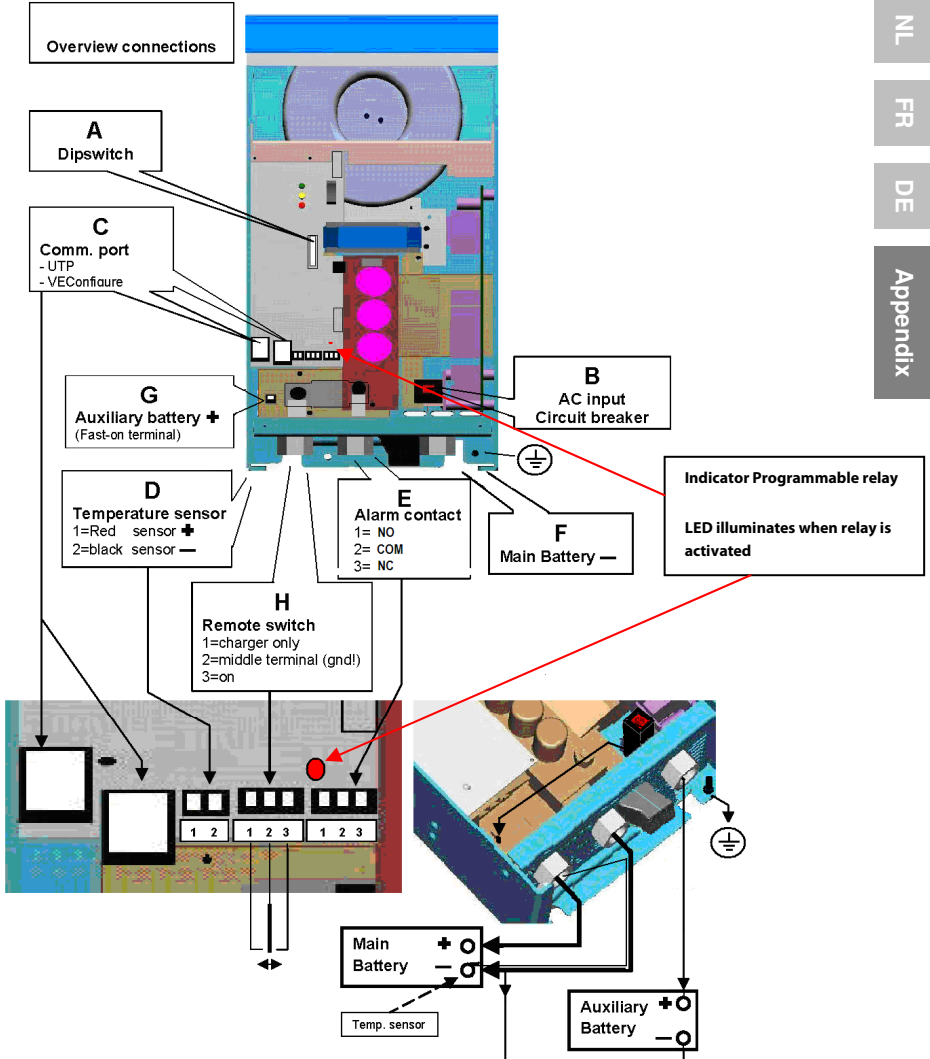 Overview connections
NL
FR
DE
Appendix
A
Dipswitch
C
Comm. port
- UTP
- VEConfigure
G
Auxiliary battery +
(Fast-on terminal)
B
AC input
Circuit breaker
D
Temperature sensor
1=Red sensor +
2=black sensor —
E
Alarm contact
1= NO
2= COM
3= NC
F
Main Battery —
Indicator Programmable relay
LED illuminates when relay is
activated
H
Remote switch
1=charger only
2=middle terminal (gnd!)
3=on
1 2
1 2 3
1 2 3
Main +
Battery —
Temp. sensor
Auxiliary +
Battery —